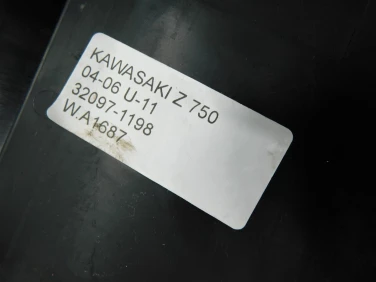 KAWASAKI Z 750
04-06 U-11
32097-1198
W.A1687